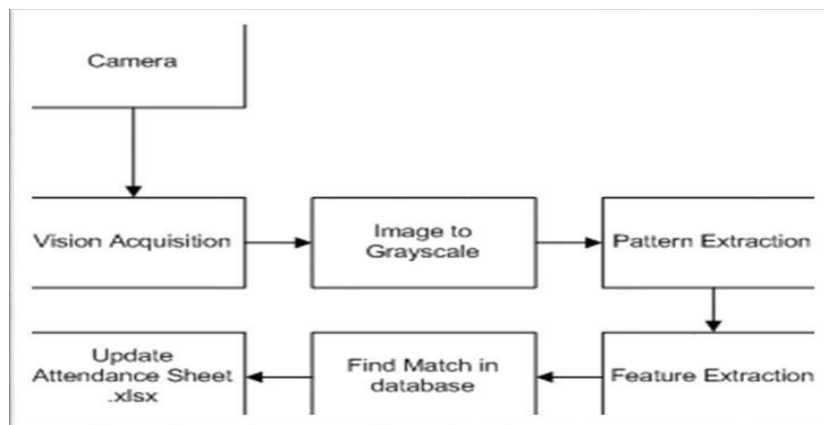 Camera
Vision Acquisition
Image to
Grayscale
Pattern Extraction
Update
Attendance Sheet
.xlsx
Find Match in
database
Feature Extraction